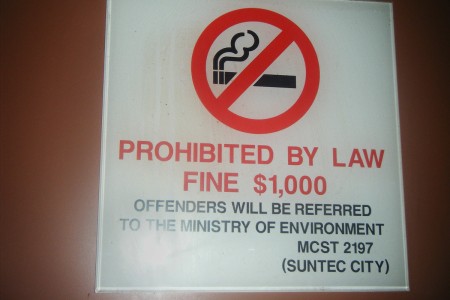 PROHIBITED BY LAW
FINE $1,000
OFFENDERS WILL BE REFERRED
TO THE MINISTRY OF ENVIRONMENT
MCST 2197
(SUNTEC CITY)